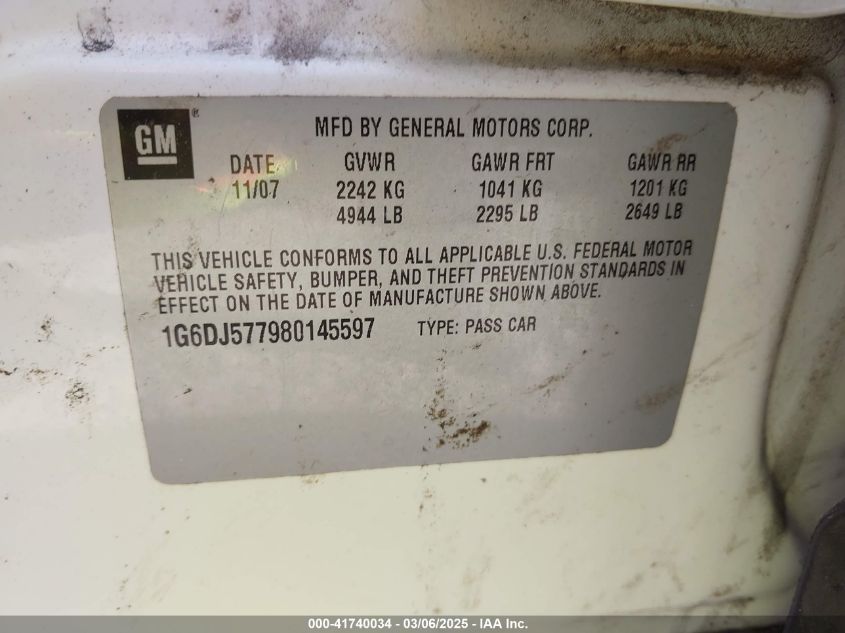 GM ®
MFD BY GENERAL MOTORS CORP.
DATE GVWR GAWR FRT GAWR RR
11/07 2242 KG 1041 KG 1201 KG
4944 LB 2295 LB 2649 LB
THIS VEHICLE CONFORMS TO ALL APPLICABLE U.S. FEDERAL MOTOR
VEHICLE SAFETY, BUMPER, AND THEFT PREVENTION STANDARDS IN
EFFECT ON THE DATE OF MANUFACTURE SHOWN ABOVE.
1G6DJ577980145597 TYPE: PASS CAR
000-41740034 - 03/06/2025 - IAA Inc.